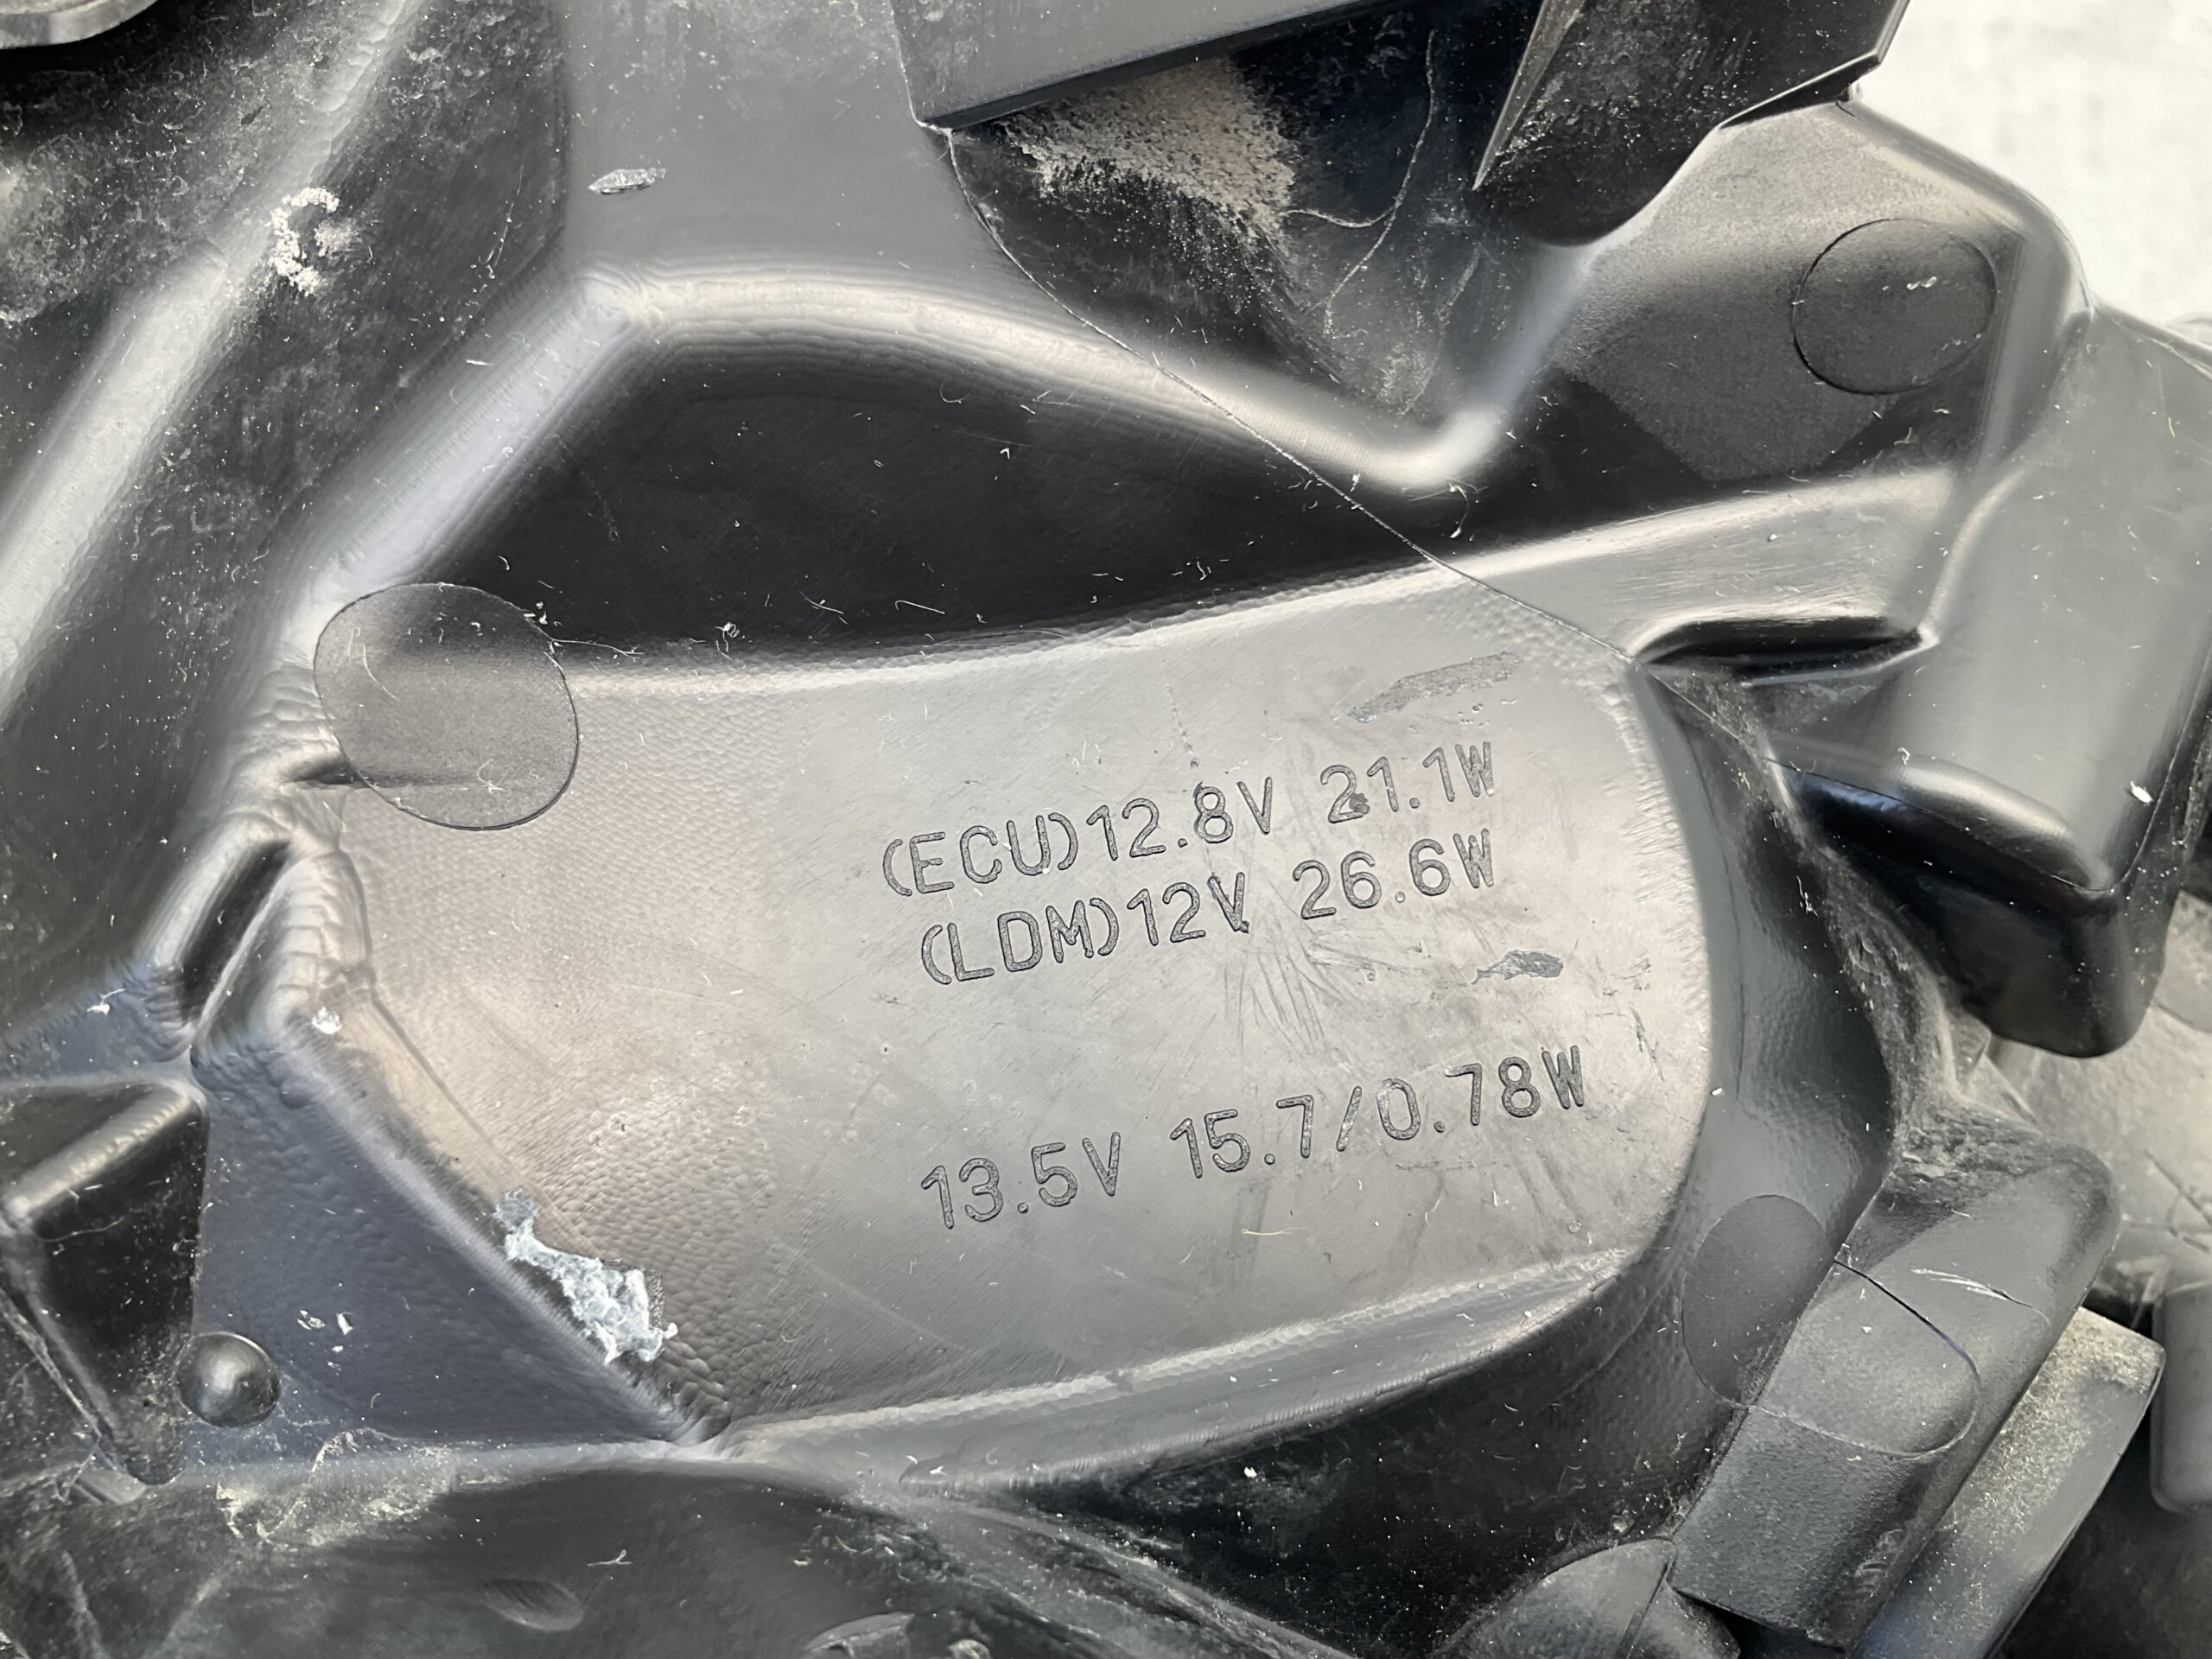 (ECU)12.8V 21.1W
(LDM)12V 26.6W
13.5V 15.7/0.78W